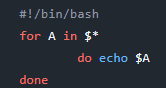 #!/bin/bash
for A in $*
        do echo $A
done